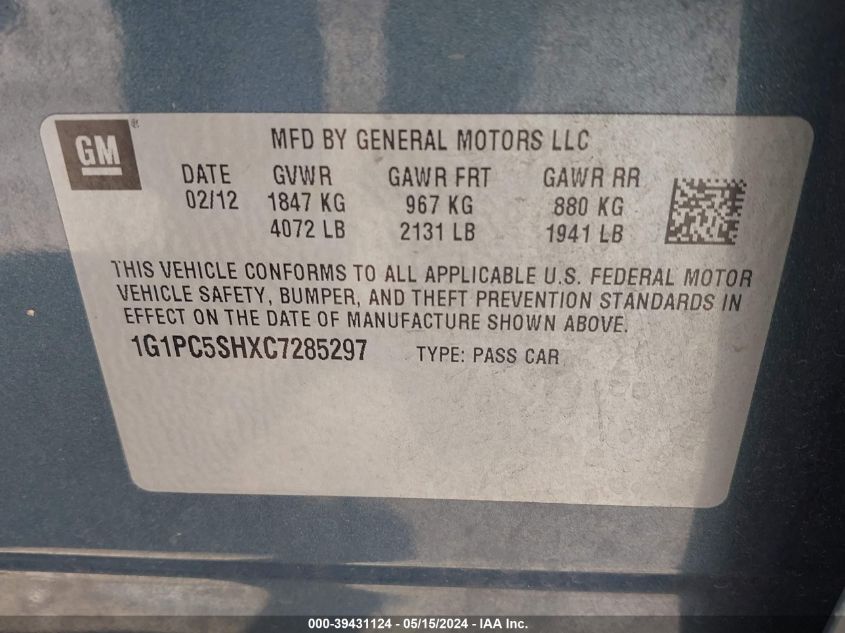 GM®
MFD BY GENERAL MOTORS LLC
DATE GVWR GAWR FRT GAWR RR
02/12 1847 KG 967 KG 880 KG
4072 LB 2131 LB 1941 LB
THIS VEHICLE CONFORMS TO ALL APPLICABLE U.S. FEDERAL MOTOR
VEHICLE SAFETY, BUMPER, AND THEFT PREVENTION STANDARDS IN
EFFECT ON THE DATE OF MANUFACTURE SHOWN ABOVE.
1G1PC5SHXC7285297 TYPE: PASS CAR
000-39431124 - 05/15/2024 - IAA Inc.